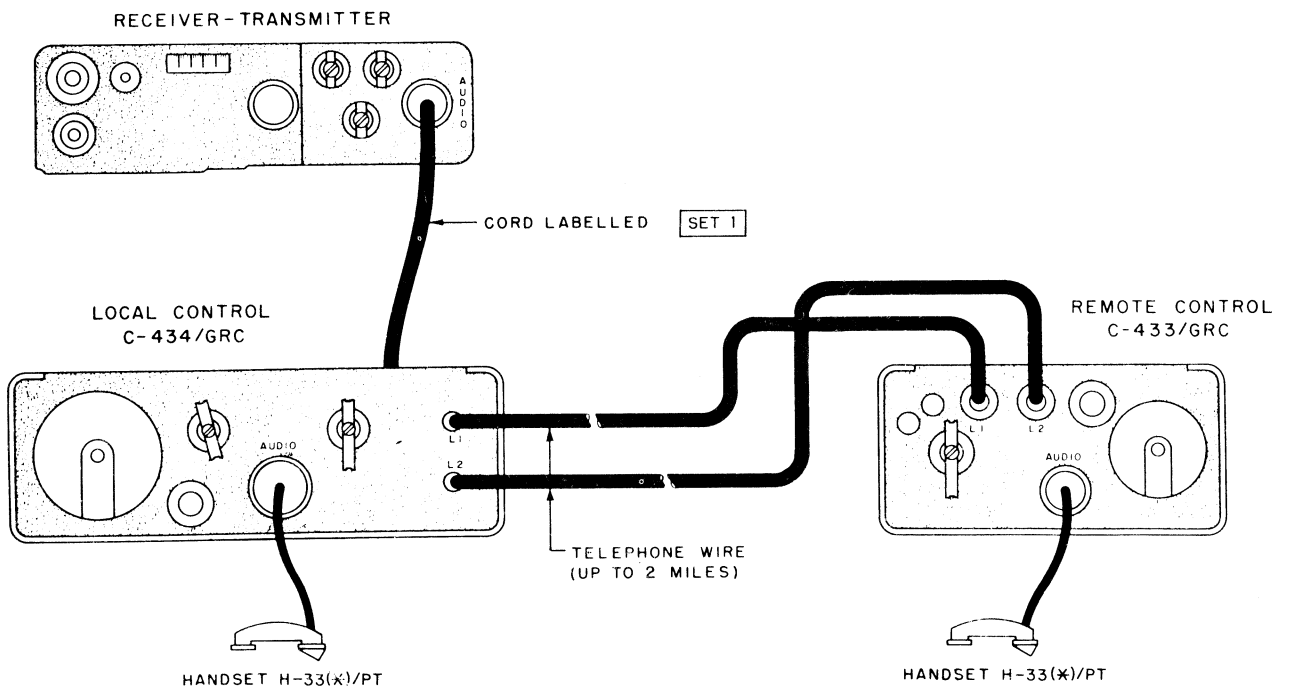 RECEIVER-TRANSMITTER
AUDIO
CORD LABELLED SET 1
LOCAL CONTROL
C-434/GRC
REMOTE CONTROL
C-433/GRC
AUDIO
L1
L2
L1
L2
AUDIO
TELEPHONE WIRE
(UP TO 2 MILES)
HANDSET H-33(*)/PT
HANDSET H-33(*)/PT